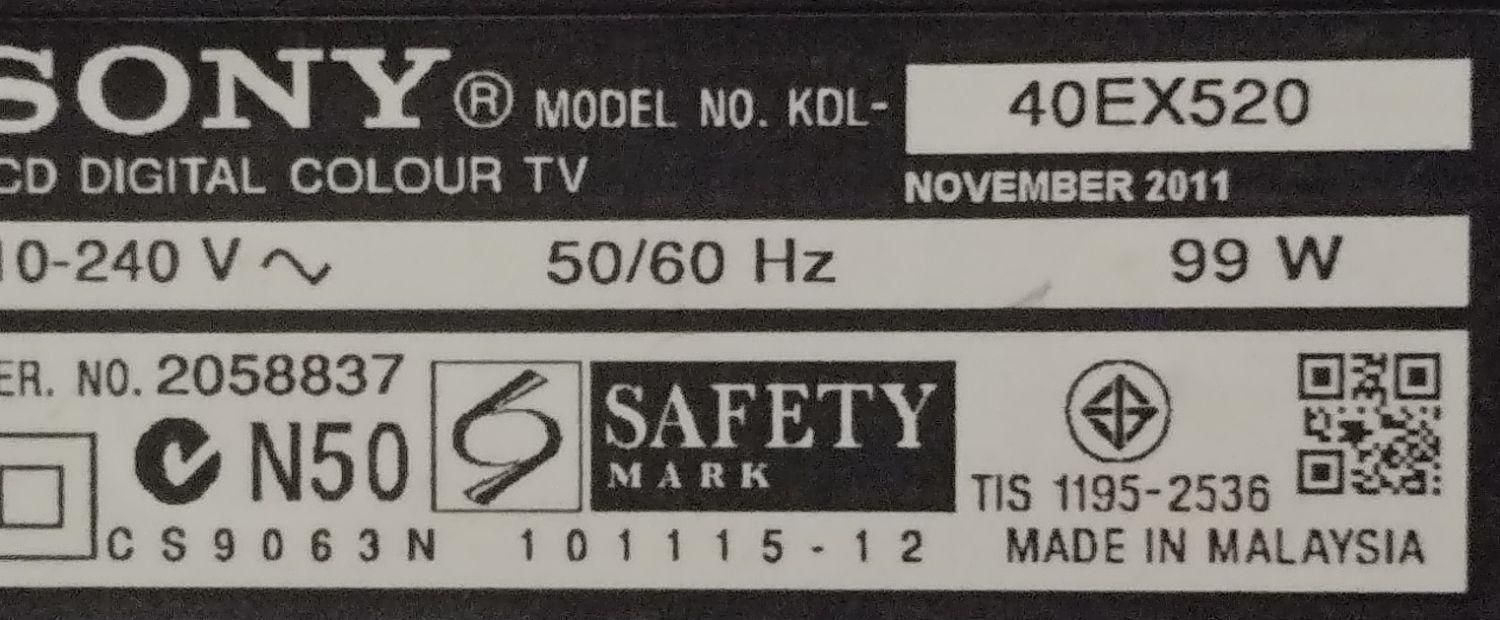 SONY® MODEL NO. KDL- 40EX520
CD DIGITAL COLOUR TV
NOVEMBER 2011
10-240 V ~ 50/60 Hz 99 W
ER. NO. 2058837
N50
SAFETY
MARK
TIS 1195-2536
CS9063N 101115-12
MADE IN MALAYSIA